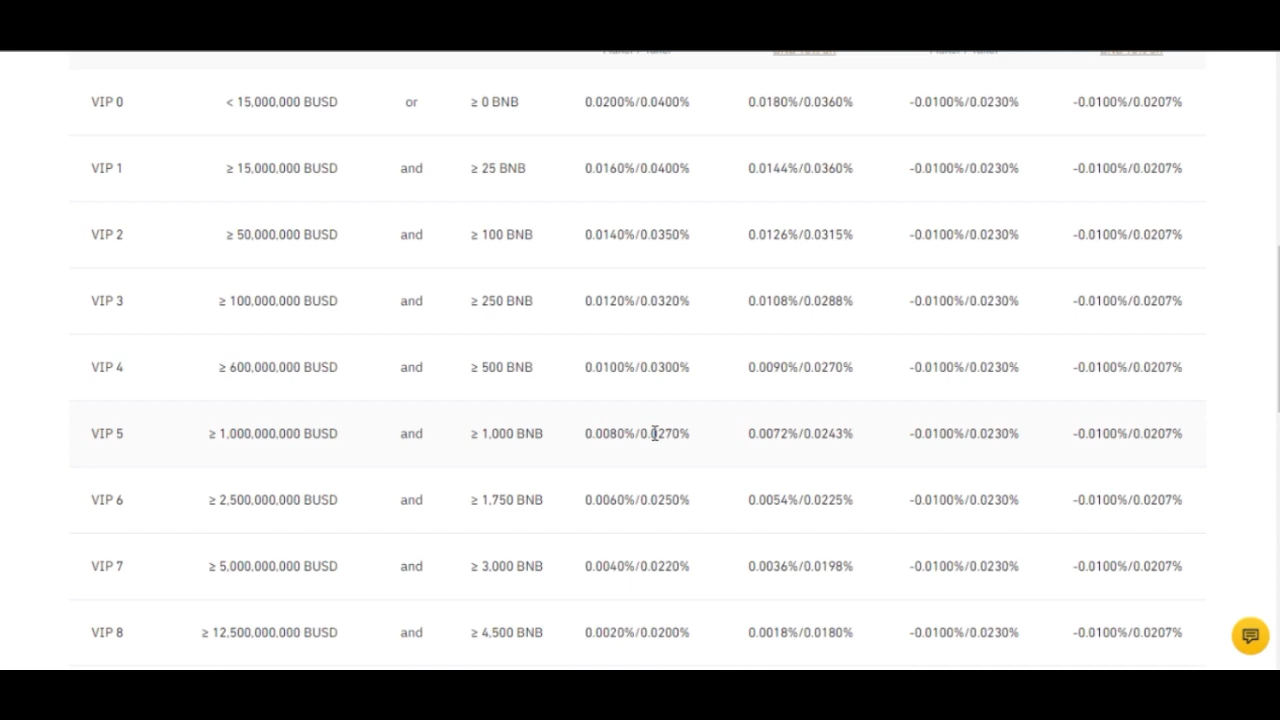 VIP 0 < 15,000,000 BUSD or ≥ 0 BNB 0.0200%/0.0400% 0.0180%/0.0360% -0.0100%/0.0230% -0.0100%/0.0207%
VIP 1 ≥ 15,000,000 BUSD and ≥ 25 BNB 0.0160%/0.0400% 0.0144%/0.0360% -0.0100%/0.0230% -0.0100%/0.0207%
VIP 2 ≥ 50,000,000 BUSD and ≥ 100 BNB 0.0140%/0.0350% 0.0126%/0.0315% -0.0100%/0.0230% -0.0100%/0.0207%
VIP 3 ≥ 100,000,000 BUSD and ≥ 250 BNB 0.0120%/0.0320% 0.0108%/0.0288% -0.0100%/0.0230% -0.0100%/0.0207%
VIP 4 ≥ 600,000,000 BUSD and ≥ 500 BNB 0.0100%/0.0300% 0.0090%/0.0270% -0.0100%/0.0230% -0.0100%/0.0207%
VIP 5 ≥ 1,000,000,000 BUSD and ≥ 1,000 BNB 0.0080%/0.0270% 0.0072%/0.0243% -0.0100%/0.0230% -0.0100%/0.0207%
VIP 6 ≥ 2,500,000,000 BUSD and ≥ 1,750 BNB 0.0060%/0.0250% 0.0054%/0.0225% -0.0100%/0.0230% -0.0100%/0.0207%
VIP 7 ≥ 5,000,000,000 BUSD and ≥ 3,000 BNB 0.0040%/0.0220% 0.0036%/0.0198% -0.0100%/0.0230% -0.0100%/0.0207%
VIP 8 ≥ 12,500,000,000 BUSD and ≥ 4,500 BNB 0.0020%/0.0200% 0.0018%/0.0180% -0.0100%/0.0230% -0.0100%/0.0207%